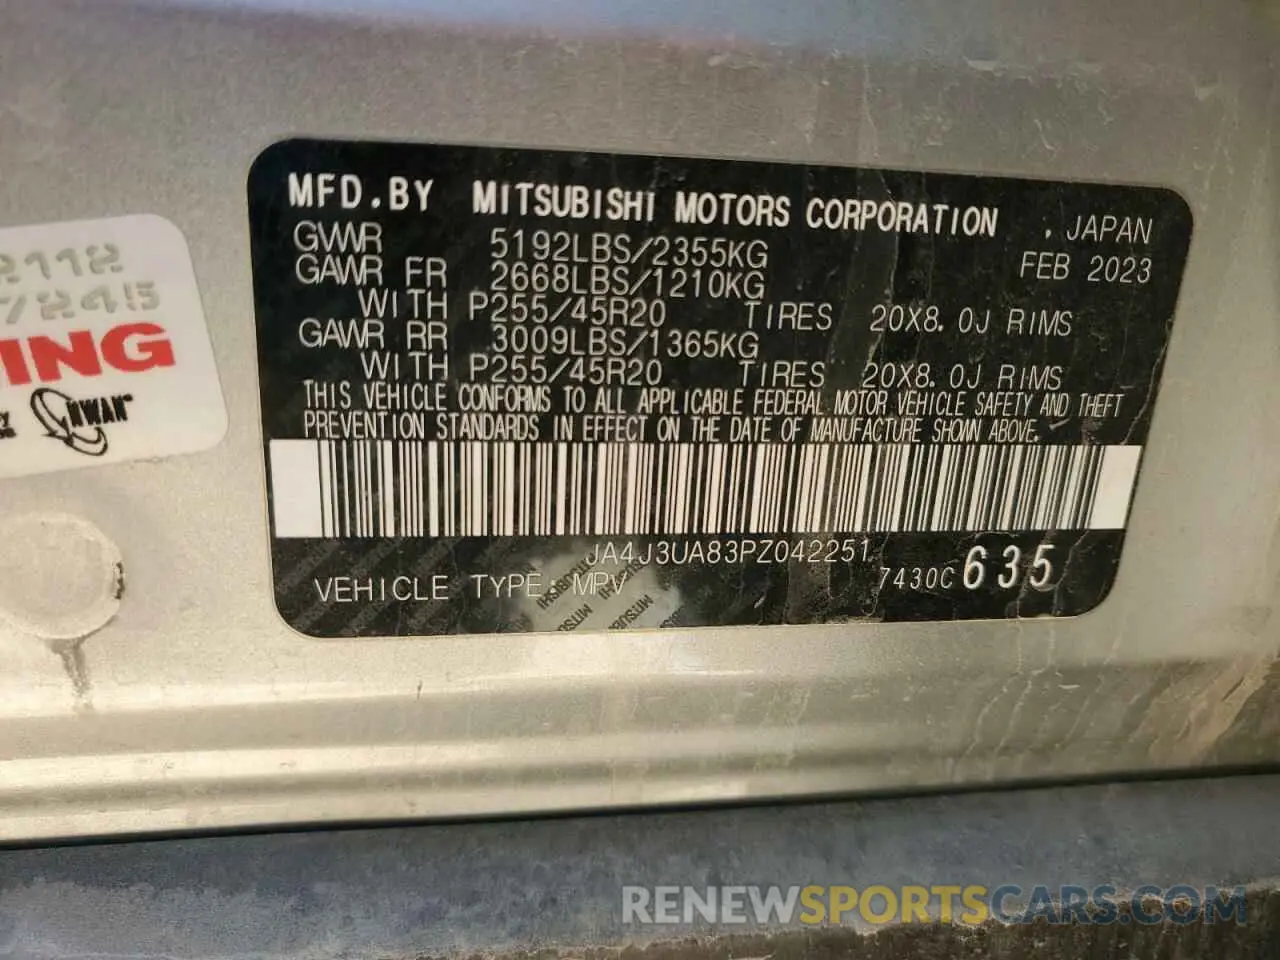 MFD.BY MITSUBISHI MOTORS CORPORATION . JAPAN
GVWR 5192LBS/2355KG FEB 2023
GAWR FR 2668LBS/1210KG
WITH P255/45R20 TIRES 20X8.0J RIMS
GAWR RR 3009LBS/1365KG
WITH P255/45R20 TIRES 20X8.0J RIMS
THIS VEHICLE CONFORMS TO ALL APPLICABLE FEDERAL MOTOR VEHICLE SAFETY AND THEFT
PREVENTION STANDARDS IN EFFECT ON THE DATE OF MANUFACTURE SHOWN ABOVE.
JA4J3UA83PZ042251
VEHICLE TYPE: MPV 7430C 635
2112
7245
ING
RENEWSPORTSCARS.COM